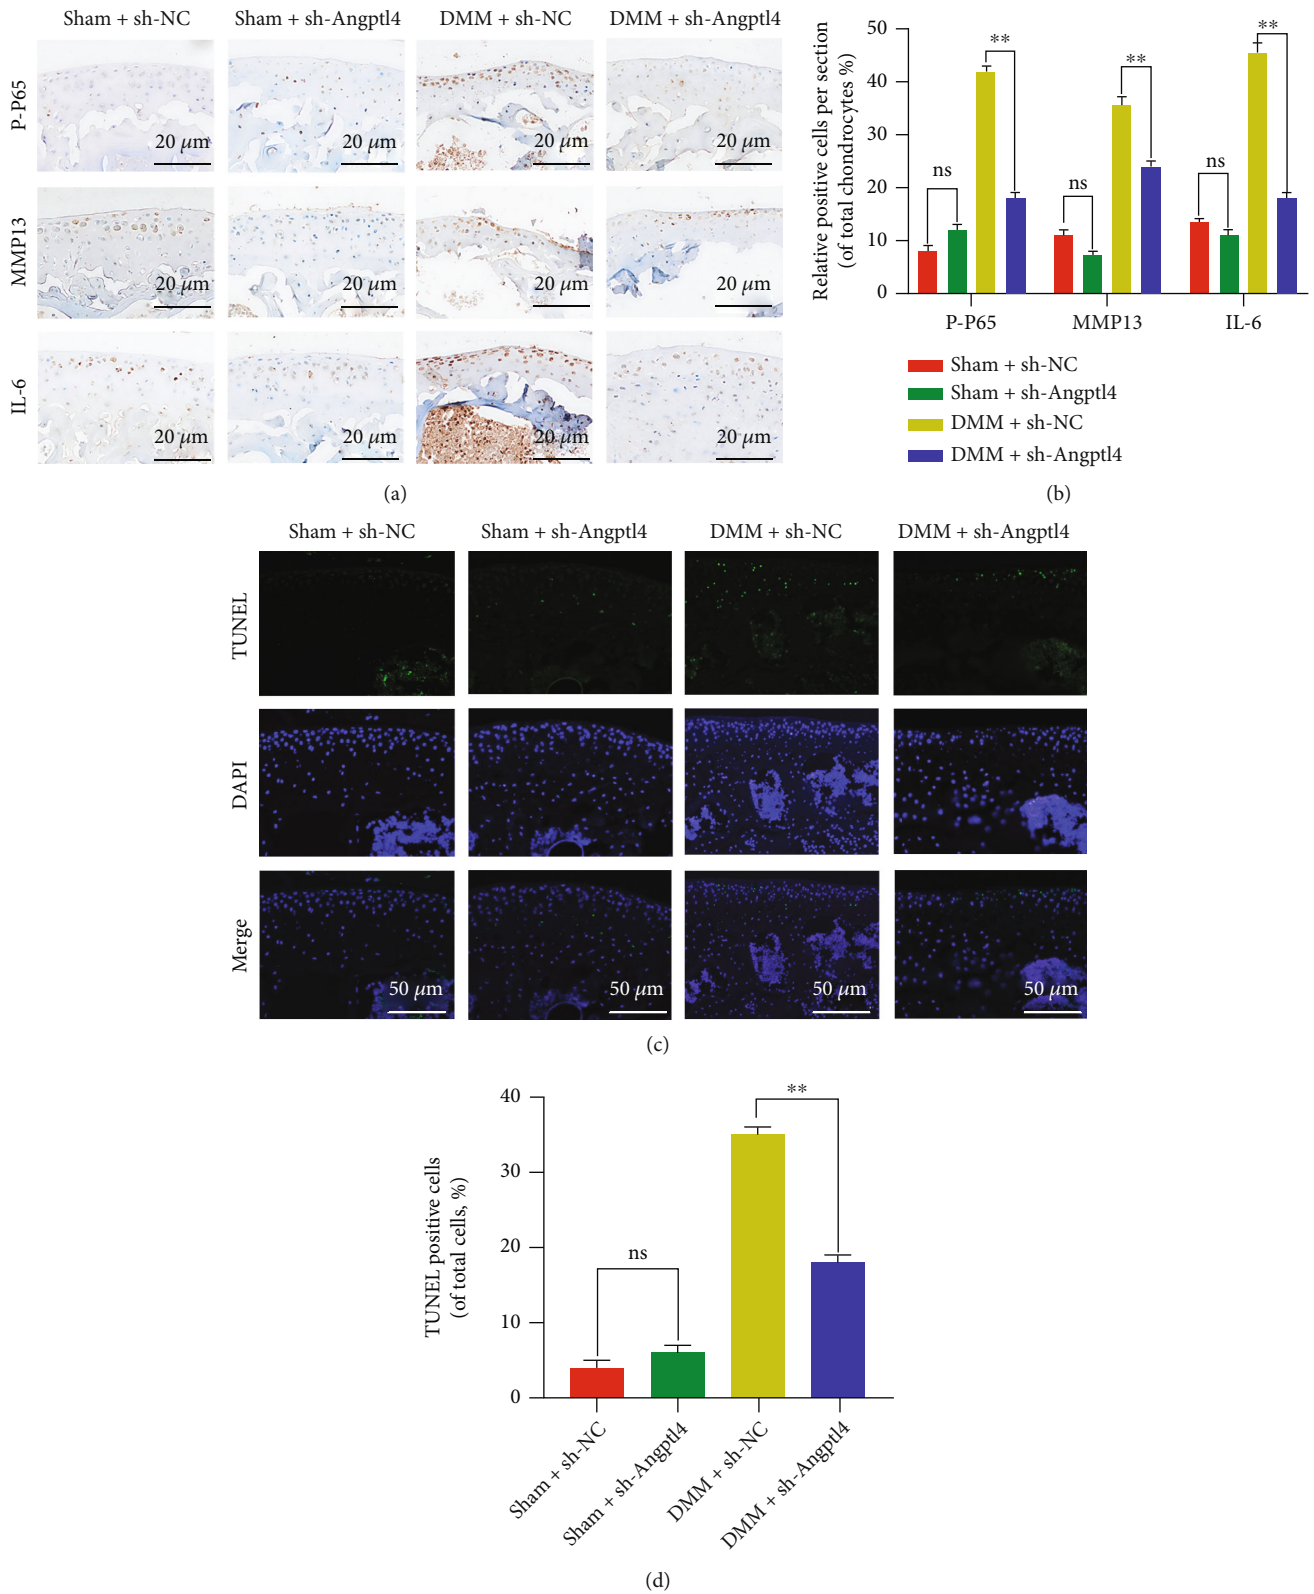 Sham + sh-NC
Sham + sh-Angptl4
DMM + sh-NC
DMM + sh-Angptl4
P-P65
20 μm
20 μm
20 μm
20 μm
MMP13
20 μm
20 μm
20 μm
20 μm
IL-6
20 μm
20 μm
20 μm
20 μm
(a)
Relative positive cells per section
(of total chondrocytes %)
50
40
30
20
10
0
ns
**
ns
**
ns
**
P-P65
MMP13
IL-6
Sham + sh-NC
Sham + sh-Angptl4
DMM + sh-NC
DMM + sh-Angptl4
(b)
Sham + sh-NC
Sham + sh-Angptl4
DMM + sh-NC
DMM + sh-Angptl4
TUNEL
DAPI
Merge
50 μm
50 μm
50 μm
50 μm
(c)
TUNEL positive cells
(of total cells, %)
40
30
20
10
0
ns
**
Sham + sh-NC
Sham + sh-Angptl4
DMM + sh-NC
DMM + sh-Angptl4
(d)